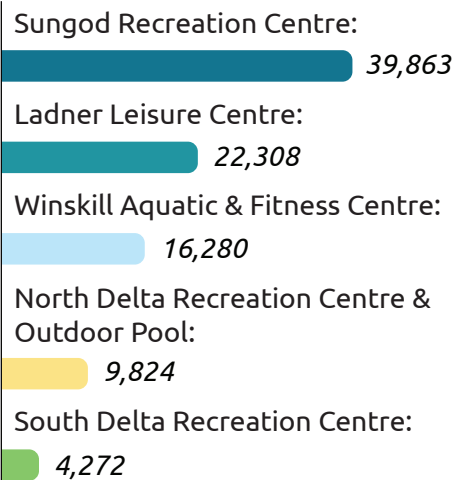 Sungod Recreation Centre:
39,863
Ladner Leisure Centre:
22,308
Winskill Aquatic & Fitness Centre:
16,280
North Delta Recreation Centre &
Outdoor Pool:
9,824
South Delta Recreation Centre:
4,272